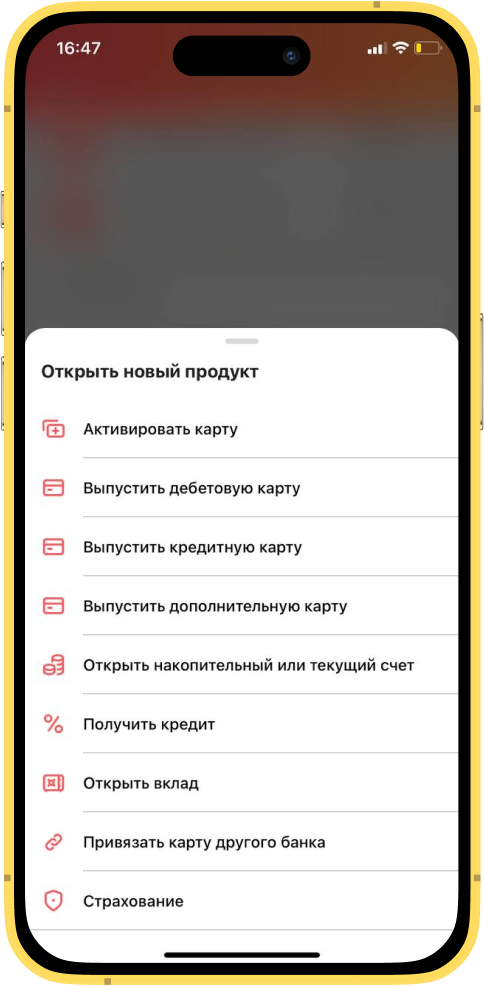 16:47
Открыть новый продукт
Активировать карту
Выпустить дебетовую карту
Выпустить кредитную карту
Выпустить дополнительную карту
Открыть накопительный или текущий счет
Получить кредит
Открыть вклад
Привязать карту другого банка
Страхование